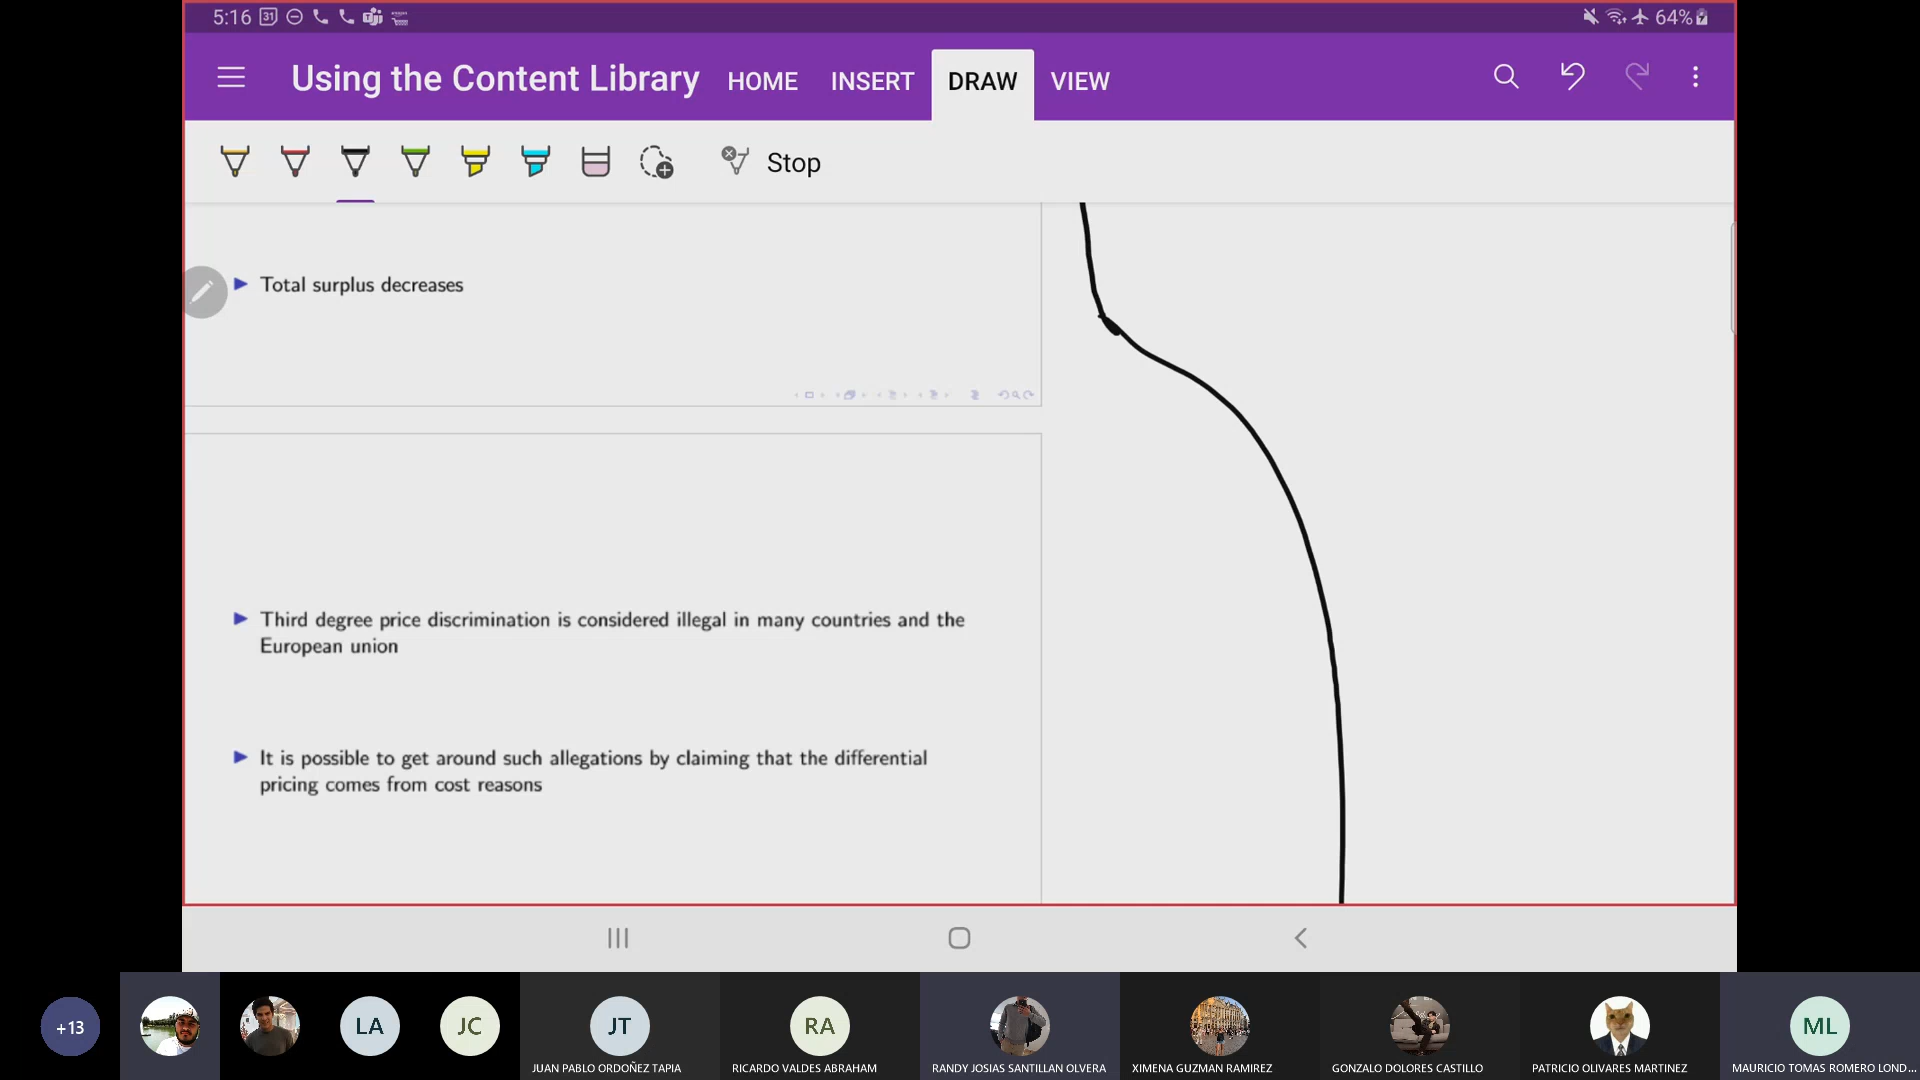 5:16 31 64%
Using the Content Library HOME INSERT DRAW VIEW
Stop
Total surplus decreases
Third degree price discrimination is considered illegal in many countries and the
European union
It is possible to get around such allegations by claiming that the differential
pricing comes from cost reasons
+13 LA JC JT RA ML
JUAN PABLO ORDOÑEZ TAPIA RICARDO VALDES ABRAHAM RANDY JOSIAS SANTILLAN OLVERA XIMENA GUZMAN RAMIREZ GONZALO DOLORES CASTILLO PATRICIO OLIVARES MARTINEZ MAURICIO TOMAS ROMERO LOND...